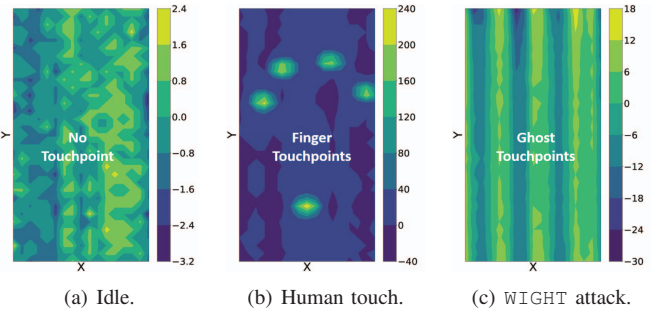 2.4
1.6
0.8
0.0
−0.8
−1.6
−2.4
−3.2
Y
No
Touchpoint
X
(a) Idle.
240
200
160
120
80
40
0
−40
Y
Finger
Touchpoints
X
(b) Human touch.
18
12
6
0
−6
−12
−18
−24
−30
Y
Ghost
Touchpoints
X
(c) WIGHT attack.